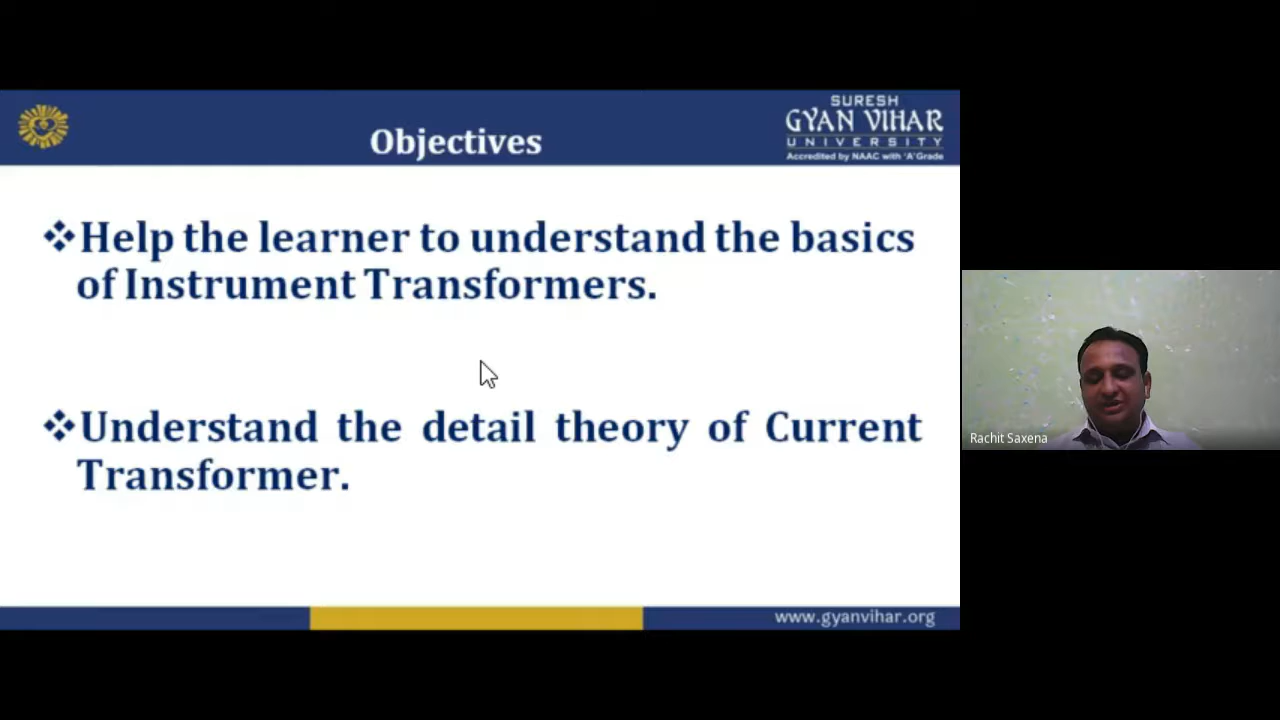 Objectives
SURESH
GYAN VIHAR
UNIVERSITY
Accredited by NAAC with 'A' Grade
❖Help the learner to understand the basics
of Instrument Transformers.
❖Understand the detail theory of Current
Transformer.
www.gyanvihar.org
Rachit Saxena